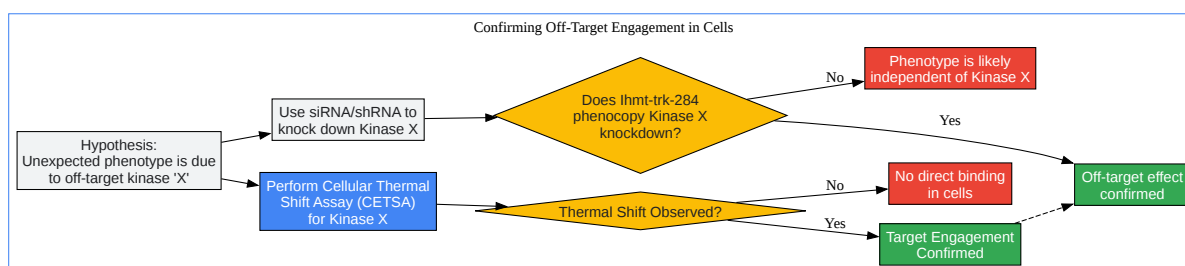 Confirming Off-Target Engagement in Cells
Hypothesis:
Unexpected phenotype is due
to off-target kinase 'X'
Use siRNA/shRNA to
knock down Kinase X
Does Ihmt-trk-284
phenocopy Kinase X
knockdown?
No
Phenotype is likely
independent of Kinase X
Yes
Off-target effect
confirmed
Perform Cellular Thermal
Shift Assay (CETSA)
for Kinase X
Thermal Shift Observed?
No
No direct binding
in cells
Yes
Target Engagement
Confirmed